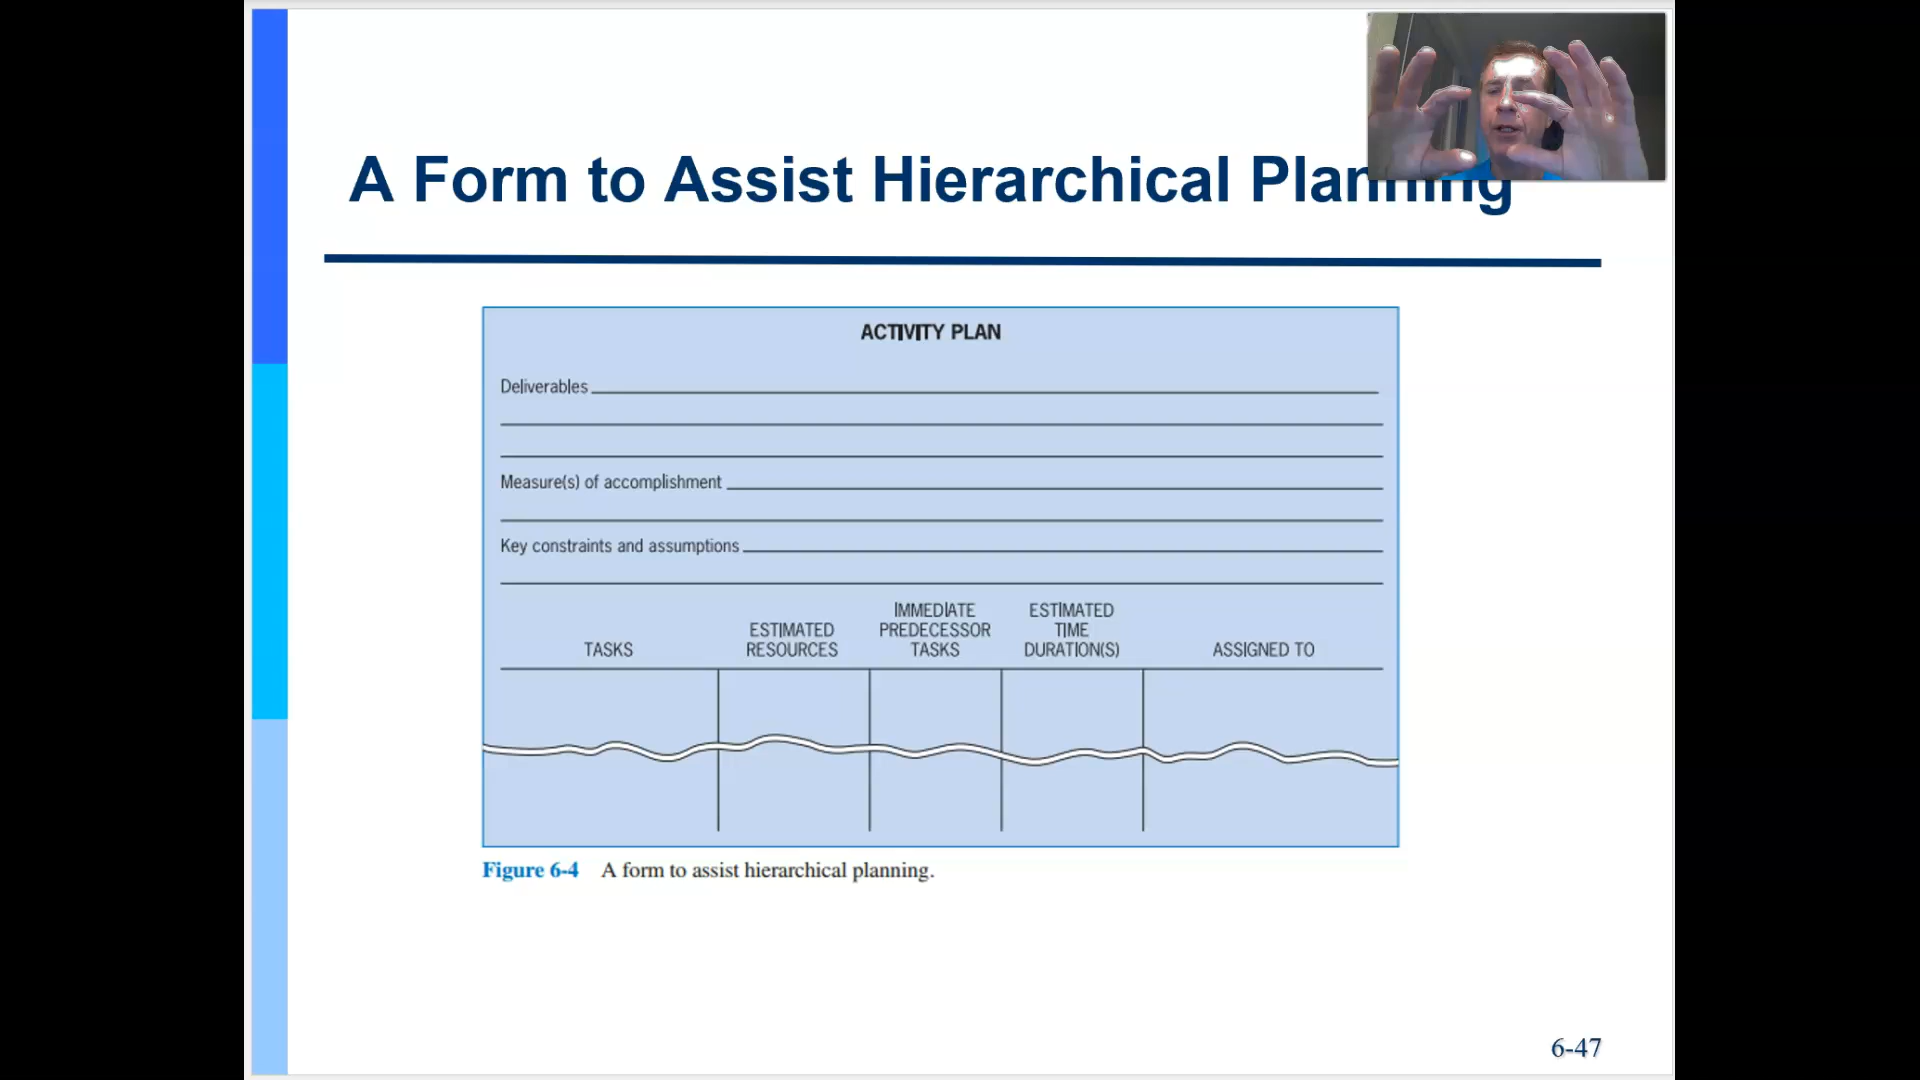 A Form to Assist Hierarchical Planning
ACTIVITY PLAN
Deliverables
Measure(s) of accomplishment
Key constraints and assumptions
TASKS
ESTIMATED
RESOURCES
IMMEDIATE
PREDECESSOR
TASKS
ESTIMATED
TIME
DURATION(S)
ASSIGNED TO
Figure 6-4 A form to assist hierarchical planning.
6-47